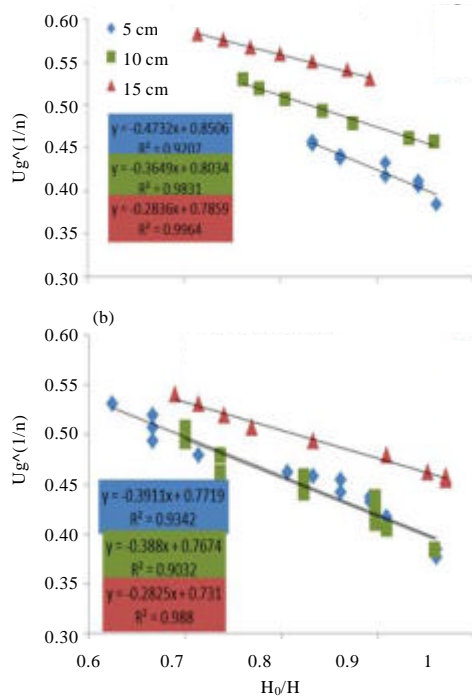 0.60
0.55
0.50
0.45
0.40
0.35
0.30
Ug^(1/n)
5 cm
10 cm
15 cm
y = -0.4732x + 0.8506
R² = 0.9207
y = -0.3649x + 0.8034
R² = 0.9831
y = -0.2836x + 0.7859
R² = 0.9964
(b)
0.60
0.55
0.50
0.45
0.40
0.35
0.30
Ug^(1/n)
y = -0.3911x + 0.7719
R² = 0.9342
y = -0.388x + 0.7674
R² = 0.9032
y = -0.2825x + 0.731
R² = 0.988
0.6 0.7 0.8 0.9 1
H₀/H